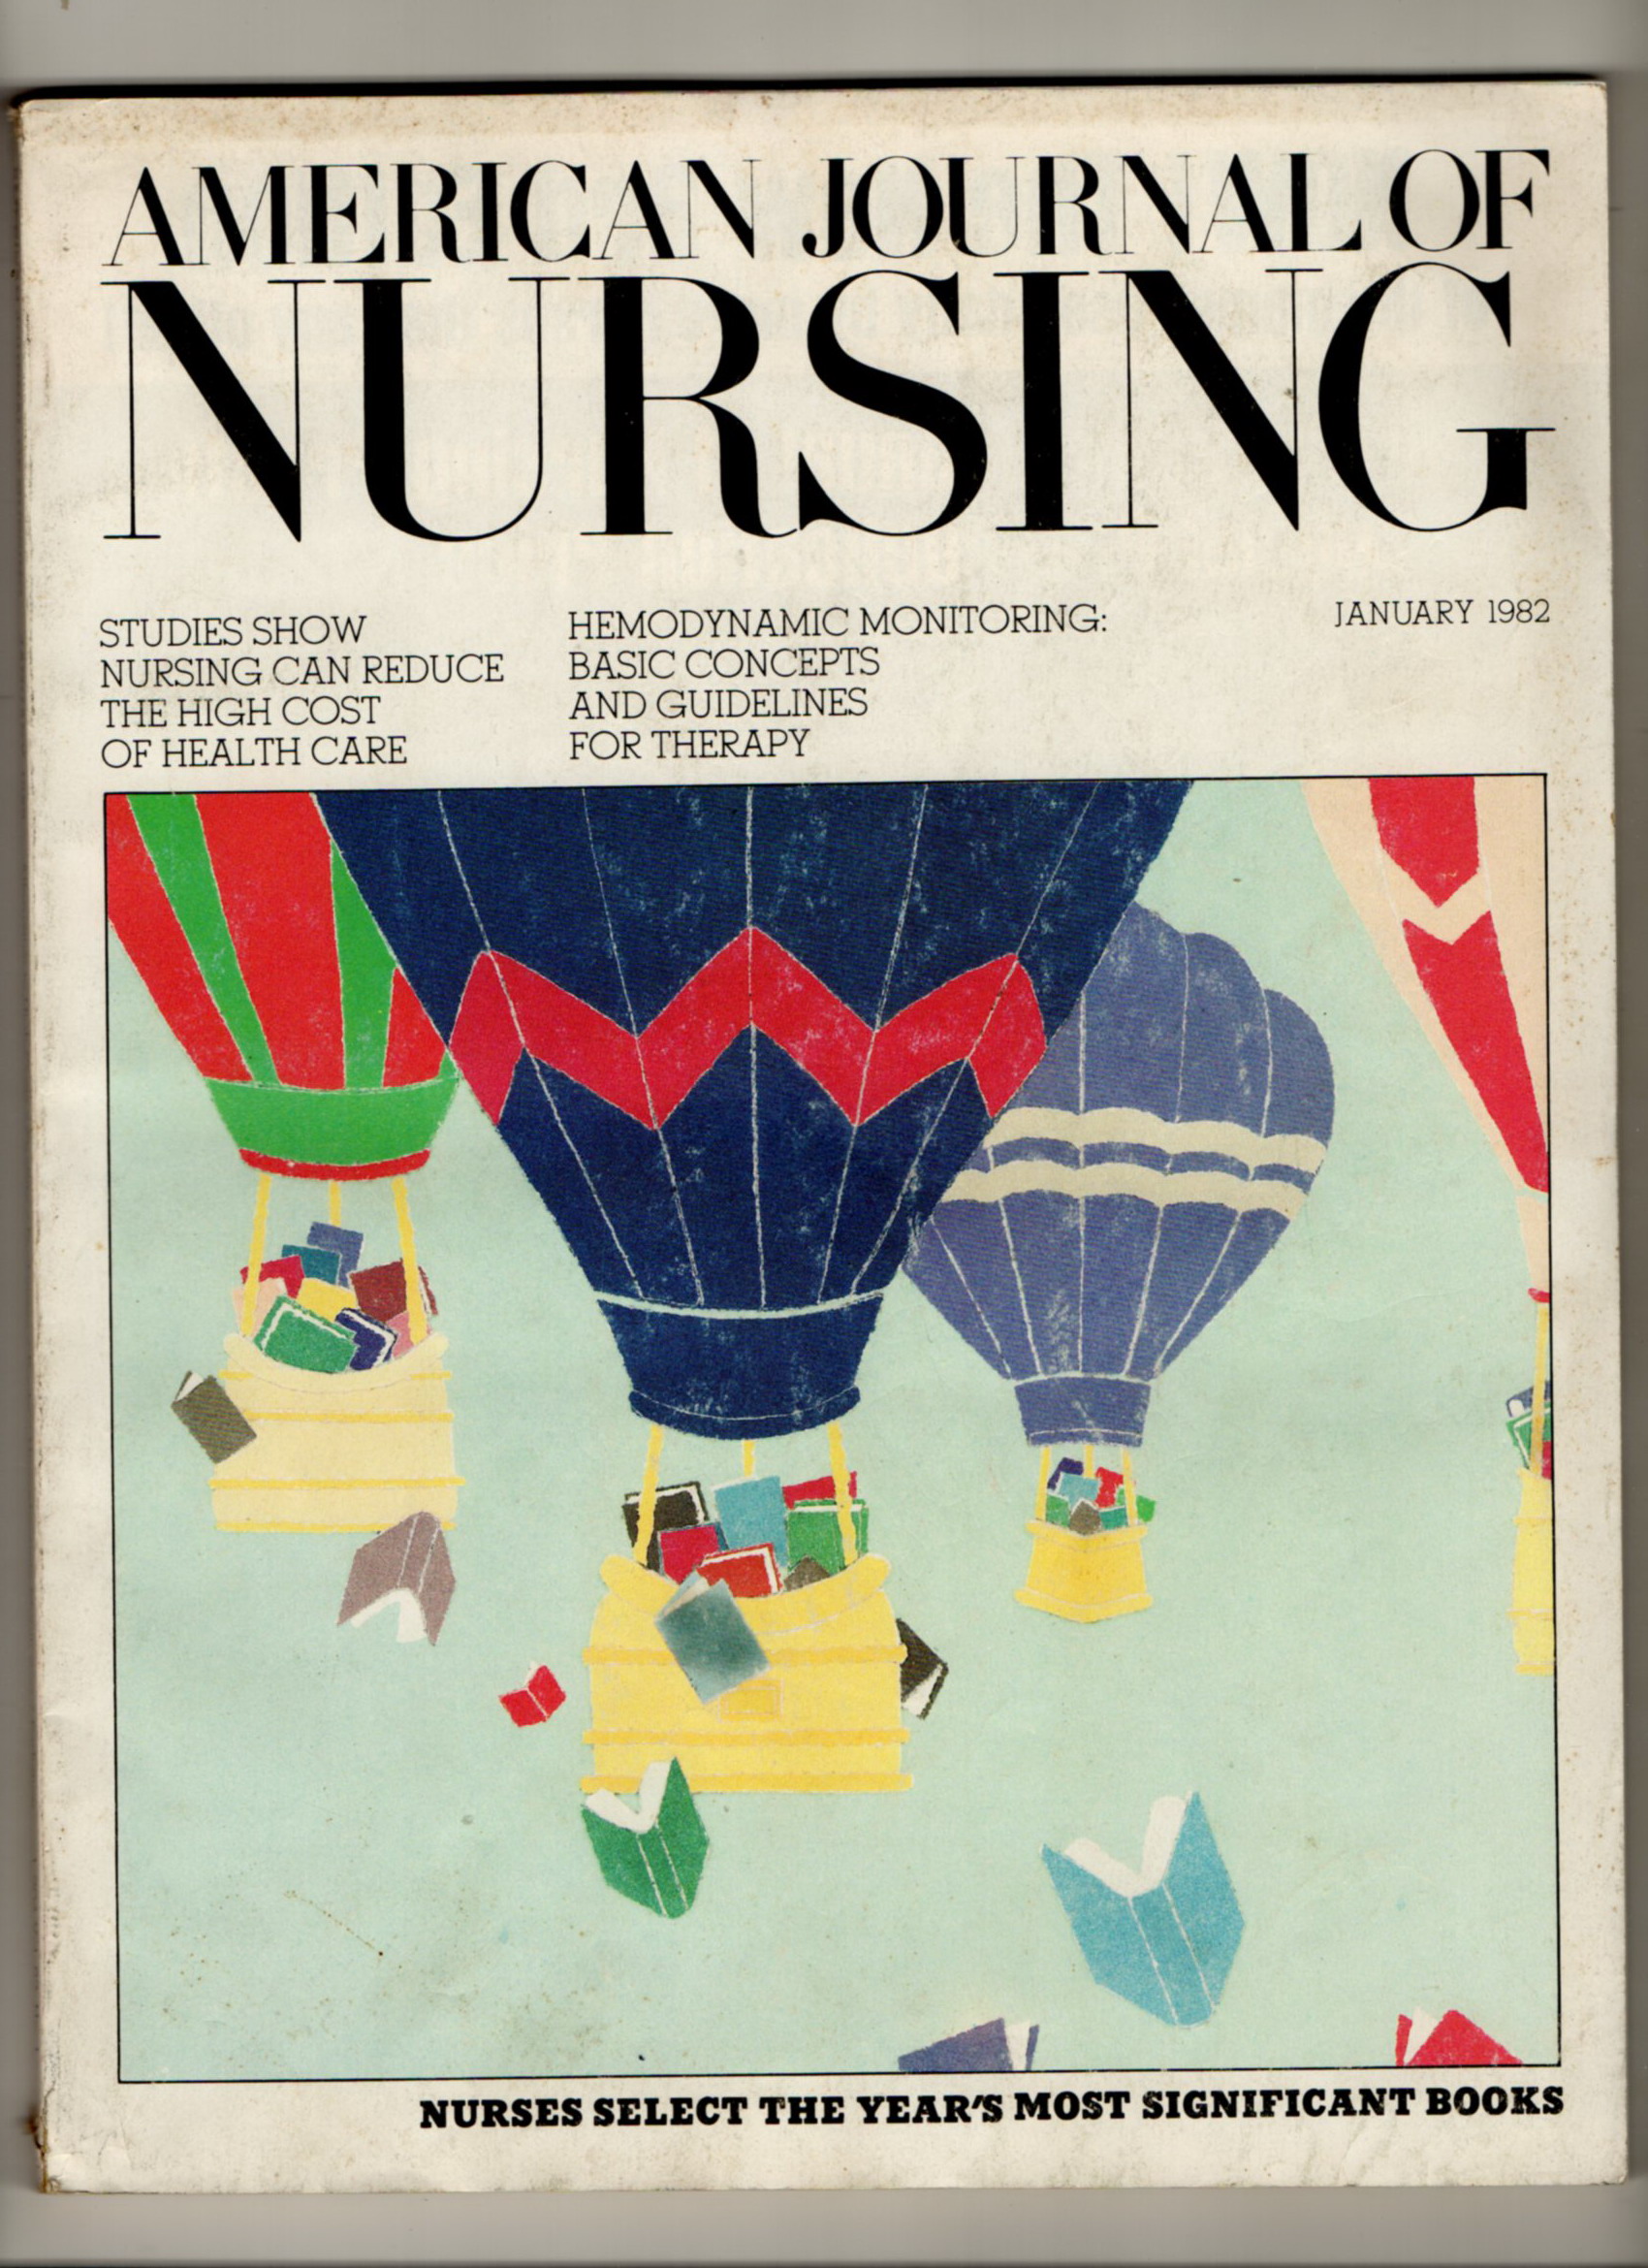 AMERICAN JOURNAL OF
NURSING
STUDIES SHOW
NURSING CAN REDUCE
THE HIGH COST
OF HEALTH CARE
HEMODYNAMIC MONITORING:
BASIC CONCEPTS
AND GUIDELINES
FOR THERAPY
JANUARY 1982
NURSES SELECT THE YEAR'S MOST SIGNIFICANT BOOKS